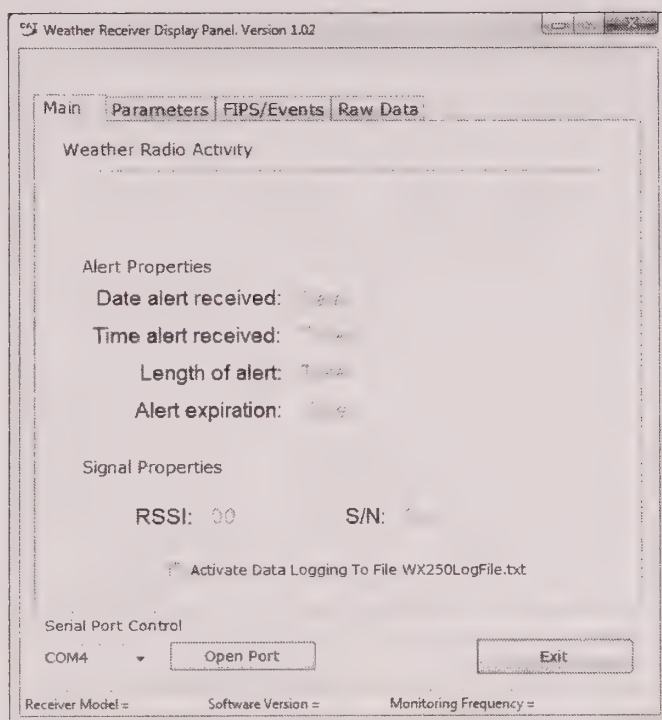 CAT Weather Receiver Display Panel. Version 1.02
Main Parameters FIPS/Events Raw Data
Weather Radio Activity
Alert Properties
Date alert received:
Time alert received:
Length of alert:
Alert expiration:
Signal Properties
RSSI: 00 S/N:
Activate Data Logging To File WX250LogFile.txt
Serial Port Control
COM4 Open Port Exit
Receiver Model = Software Version = Monitoring Frequency =